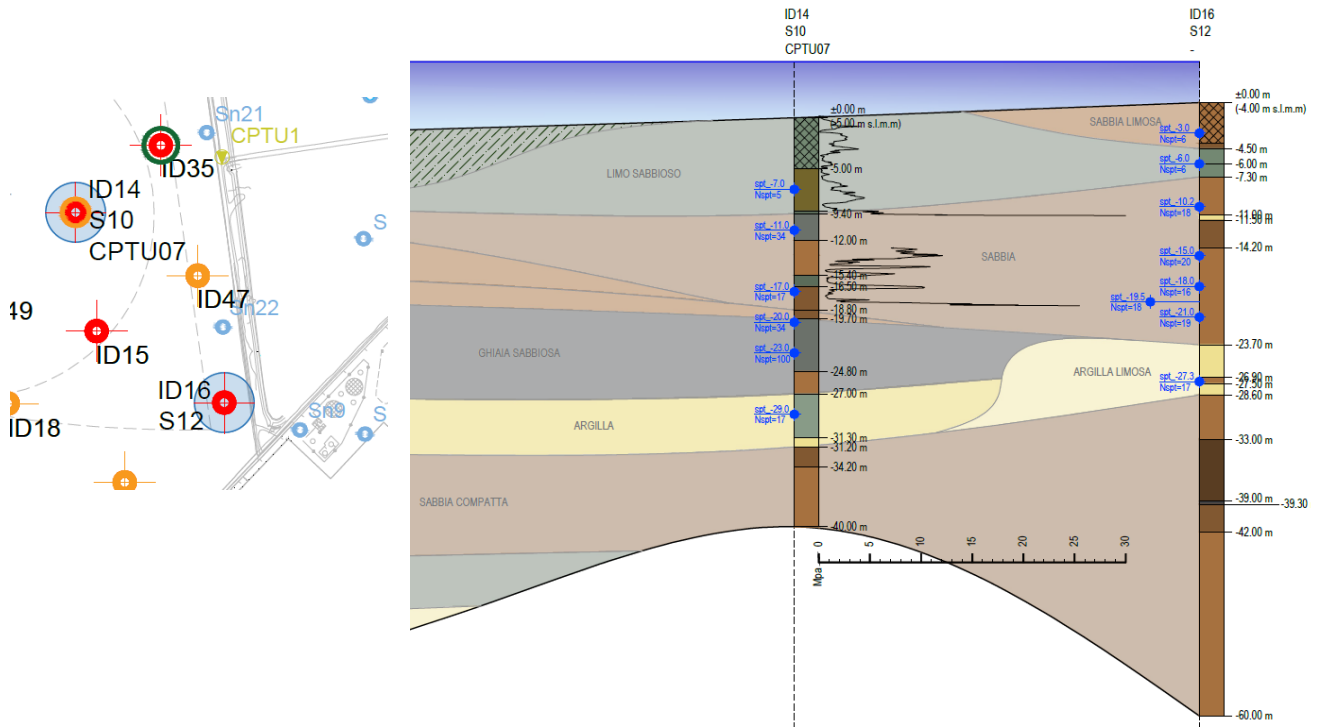 Sn21
CPTU1
ID35
ID14
S10
CPTU07
S
ID47
Sn22
49
ID15
ID16
S12
Sn9
S
ID18
ID14
S10
CPTU07
ID16
S12
-
±0.00 m
(-5.00 m s.l.m.m)
-5.00 m
-9.40 m
-12.00 m
-15.40 m
-16.50 m
-18.80 m
-19.70 m
-24.80 m
-27.00 m
-31.30 m
-31.20 m
-34.20 m
-40.00 m
spt_-7.0
Nspt=5
spt_-11.0
Nspt=34
spt_-17.0
Nspt=17
spt_-20.0
Nspt=34
spt_-23.0
Nspt=100
spt_-29.0
Nspt=17
LIMO SABBIOSO
SABBIA LIMOSA
SABBIA
GHIAIA SABBIOSA
ARGILLA LIMOSA
ARGILLA
SABBIA COMPATTA
0
5
10
15
20
25
30
Mpa
spt_-3.0
Nspt=6
spt_-6.0
Nspt=6
spt_-10.2
Nspt=18
spt_-15.0
Nspt=20
spt_-18.0
Nspt=16
spt_-19.5
Nspt=18
spt_-21.0
Nspt=19
spt_-27.3
Nspt=17
±0.00 m
(-4.00 m s.l.m.m)
-4.50 m
-6.00 m
-7.30 m
-11.00 m
-11.50 m
-14.20 m
-23.70 m
-26.90 m
-27.50 m
-28.60 m
-33.00 m
-39.00 m
-39.30
-42.00 m
-60.00 m